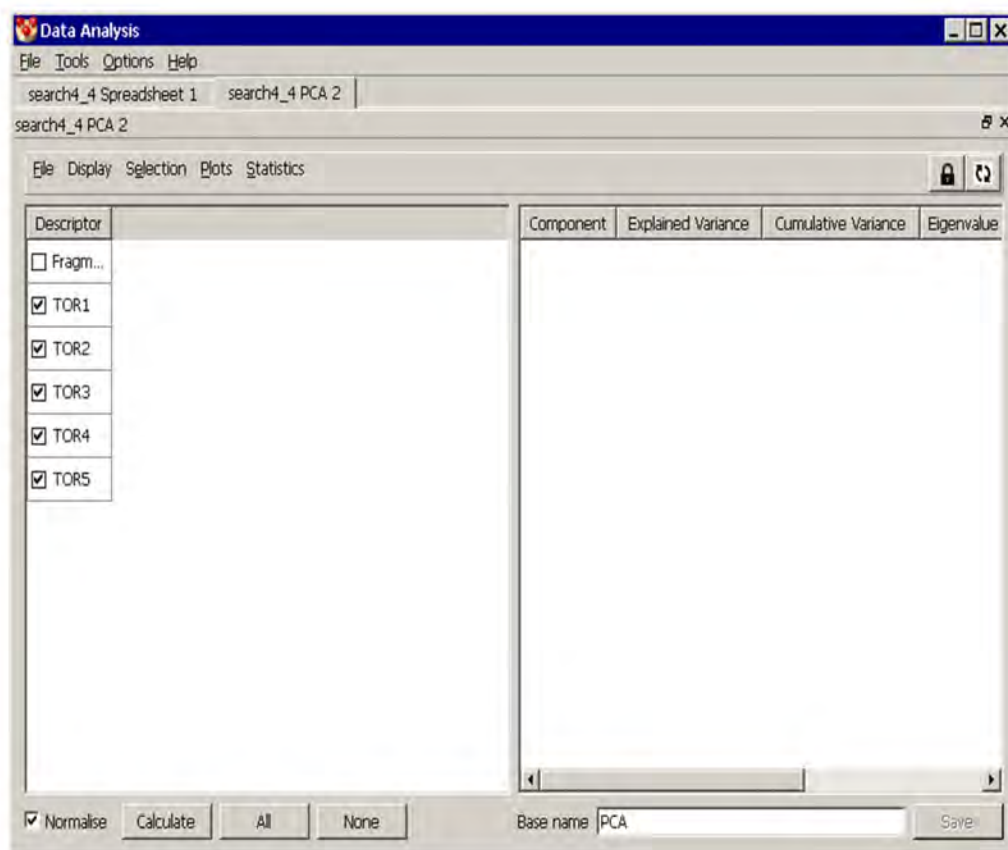 Data Analysis
File Tools Options Help
search4_4 Spreadsheet 1 search4_4 PCA 2
search4_4 PCA 2
File Display Selection Plots Statistics
Descriptor Component Explained Variance Cumulative Variance Eigenvalue
Fragm...
TOR1
TOR2
TOR3
TOR4
TOR5
Normalise Calculate All None Base name PCA Save